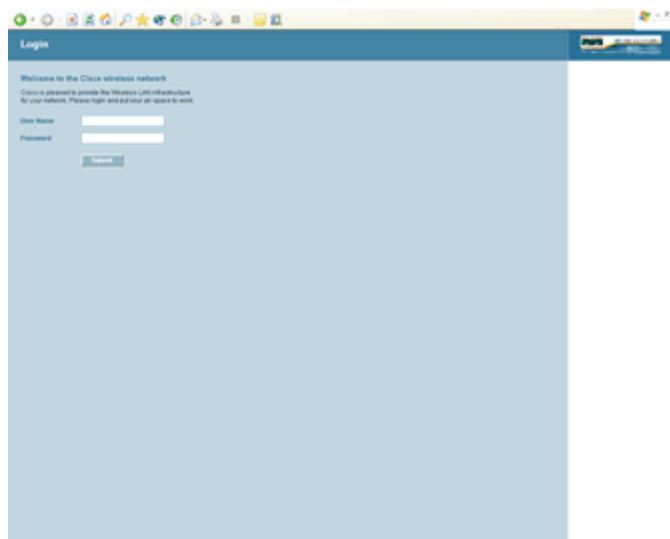 Login
Welcome to the Cisco wireless network
Cisco is pleased to provide the Wireless LAN infrastructure
for your network. Please login and put your air space to work.
User Name
Password
Submit